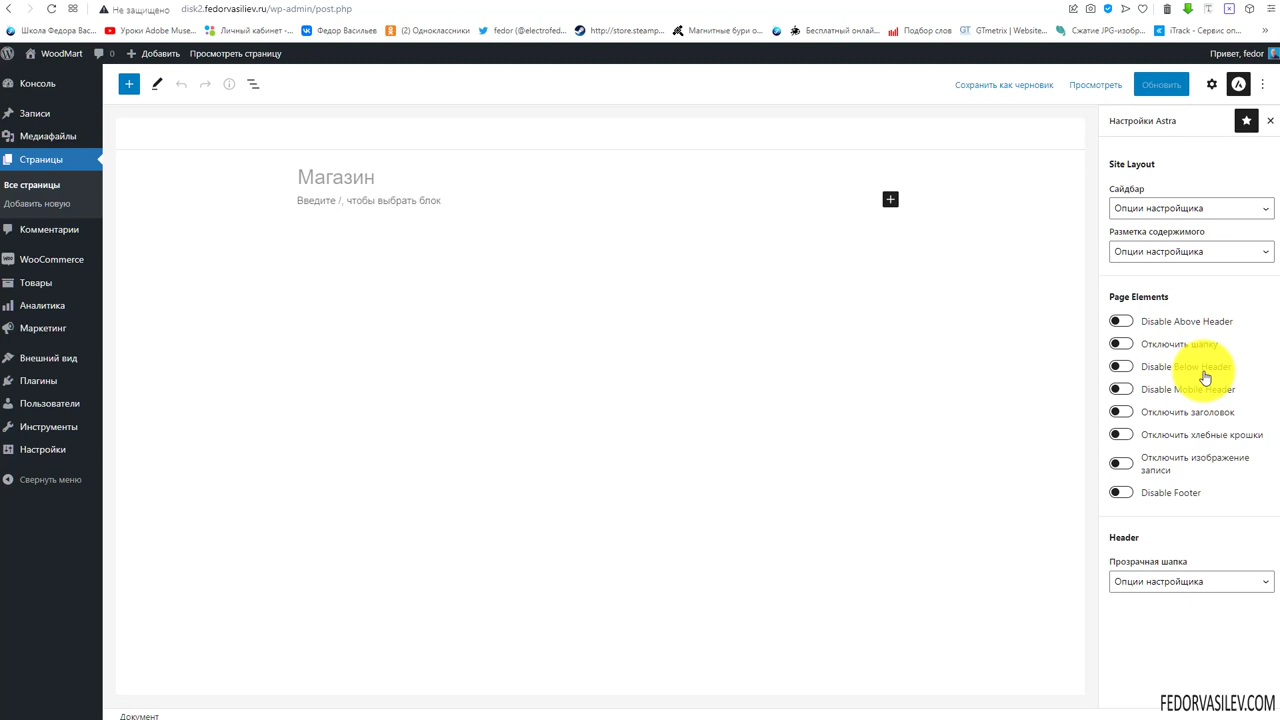 Не защищено
disk2.fedorvasiliev.ru/wp-admin/post.php
Школа Федора Вас...
Уроки Adobe Muse...
Личный кабинет -...
Федор Васильев
(2) Одноклассники
fedor (@electrofed...
http://store.steamp...
Магнитные бури о...
Бесплатный онлай...
Подбор слов
GT
GTmetrix | Website...
Сжатие JPG-изобр...
iTrack - Сервис оп...
WoodMart
0
Добавить
Просмотреть страницу
Привет, fedor
Консоль
Записи
Медиафайлы
Страницы
Все страницы
Добавить новую
Комментарии
WooCommerce
Товары
Аналитика
Маркетинг
Внешний вид
Плагины
Пользователи
Инструменты
Настройки
Свернуть меню
Сохранить как черновик
Просмотреть
Обновить
Магазин
Введите /, чтобы выбрать блок
Документ
Настройки Astra
Site Layout
Сайдбар
Опции настройщика
Разметка содержимого
Опции настройщика
Page Elements
Disable Above Header
Отключить шапку
Disable Below Header
Disable Mobile Header
Отключить заголовок
Отключить хлебные крошки
Отключить изображение
записи
Disable Footer
Header
Прозрачная шапка
Опции настройщика
FEDORVASILEV.COM